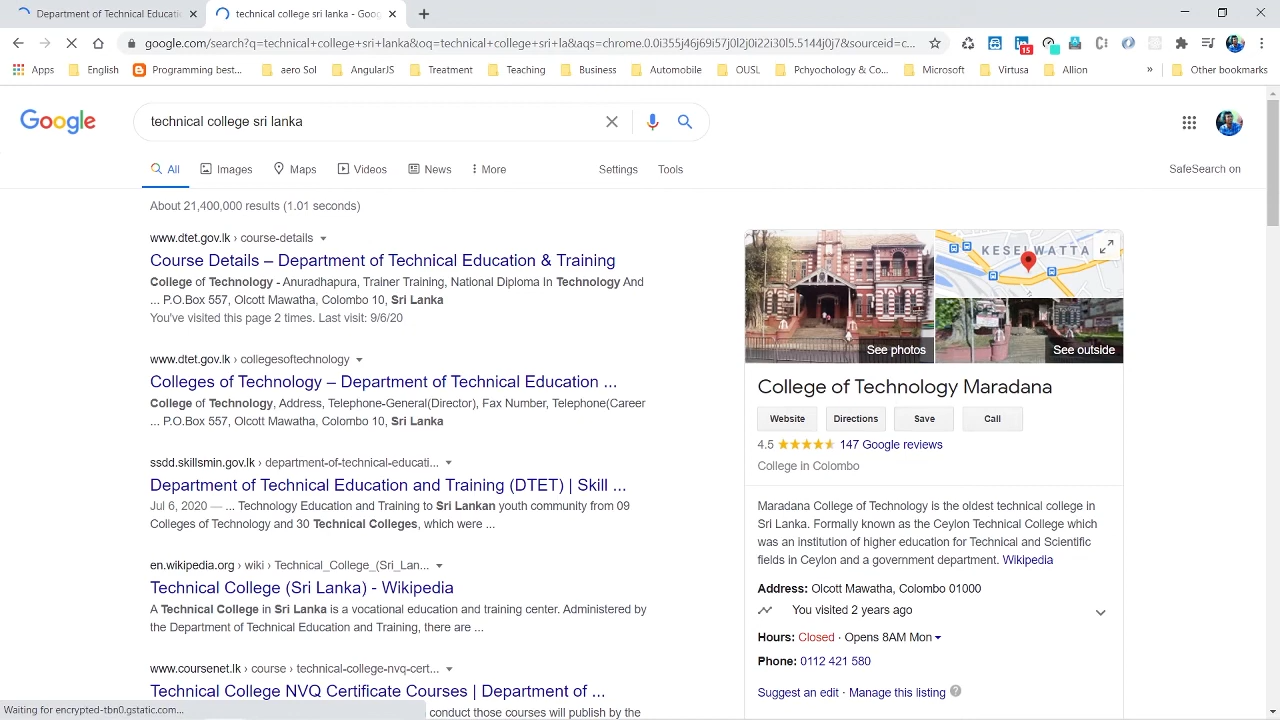 Department of Technical Educati
technical college sri lanka - Goo
google.com/search?q=technical+college+sri+lanka&oq=technical+college+sri+la&aqs=chrome.0.0i355j46j69i57j0l2j0i22i30l5.5144j0j7&sourceid=c...
15
Apps English Programming best... aero Sol AngularJS Treatment Teaching Business Automobile OUSL Pchyochology & Co... Microsoft Virtusa Allion » Other bookmarks
Google
technical college sri lanka
All Images Maps Videos News More Settings Tools SafeSearch on
About 21,400,000 results (1.01 seconds)
www.dtet.gov.lk › course-details
Course Details – Department of Technical Education & Training
College of Technology - Anuradhapura, Trainer Training, National Diploma In Technology And
... P.O.Box 557, Olcott Mawatha, Colombo 10, Sri Lanka
You've visited this page 2 times. Last visit: 9/6/20
www.dtet.gov.lk › collegesoftechnology
Colleges of Technology – Department of Technical Education ...
College of Technology, Address, Telephone-General(Director), Fax Number, Telephone(Career
... P.O.Box 557, Olcott Mawatha, Colombo 10, Sri Lanka
ssdd.skillsmin.gov.lk › department-of-technical-educati...
Department of Technical Education and Training (DTET) | Skill ...
Jul 6, 2020 — ... Technology Education and Training to Sri Lankan youth community from 09
Colleges of Technology and 30 Technical Colleges, which were ...
en.wikipedia.org › wiki › Technical_College_(Sri_Lan...
Technical College (Sri Lanka) - Wikipedia
A Technical College in Sri Lanka is a vocational education and training center. Administered by
the Department of Technical Education and Training, there are ...
www.coursenet.lk › course › technical-college-nvq-cert...
Technical College NVQ Certificate Courses | Department of ...
conduct those courses will publish by the
Waiting for encrypted-tbn0.gstatic.com...
KESELWATTA
See photos
See outside
College of Technology Maradana
Website Directions Save Call
4.5 147 Google reviews
College in Colombo
Maradana College of Technology is the oldest technical college in
Sri Lanka. Formally known as the Ceylon Technical College which
was an institution of higher education for Technical and Scientific
fields in Ceylon and a government department. Wikipedia
Address: Olcott Mawatha, Colombo 01000
You visited 2 years ago
Hours: Closed · Opens 8AM Mon
Phone: 0112 421 580
Suggest an edit · Manage this listing